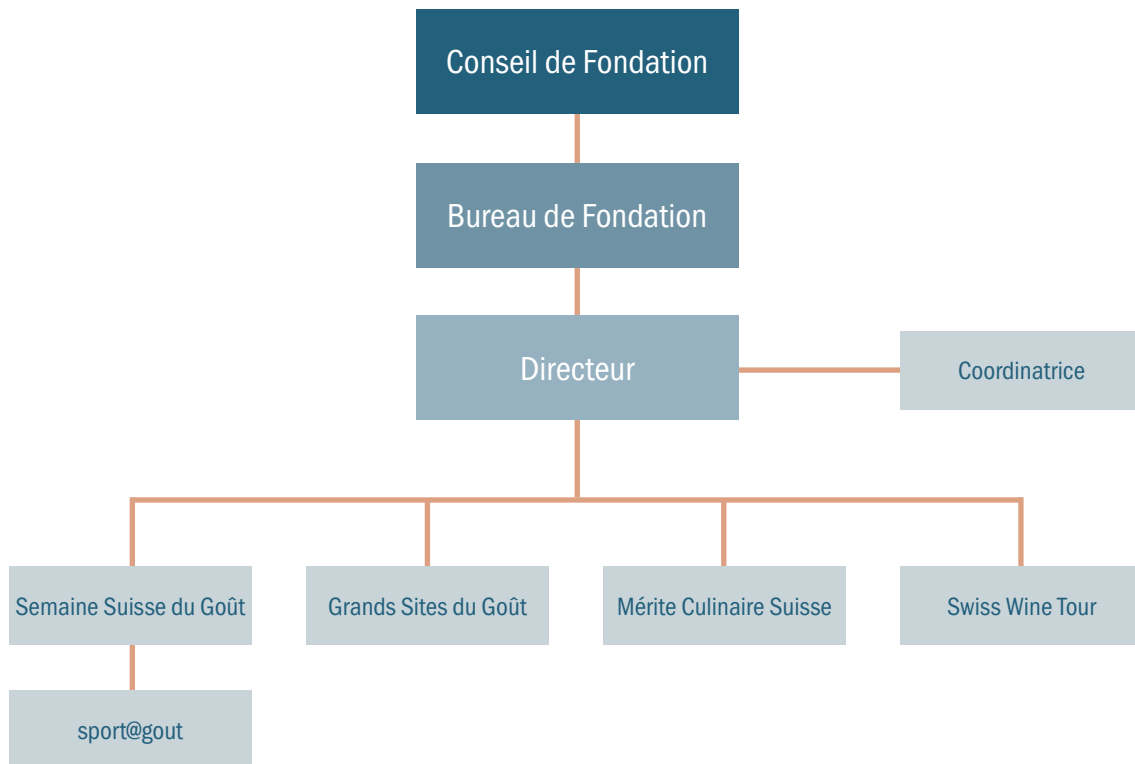 Conseil de Fondation
Bureau de Fondation
Directeur
Coordinatrice
Semaine Suisse du Goût
Grands Sites du Goût
Mérite Culinaire Suisse
Swiss Wine Tour
sport@gout